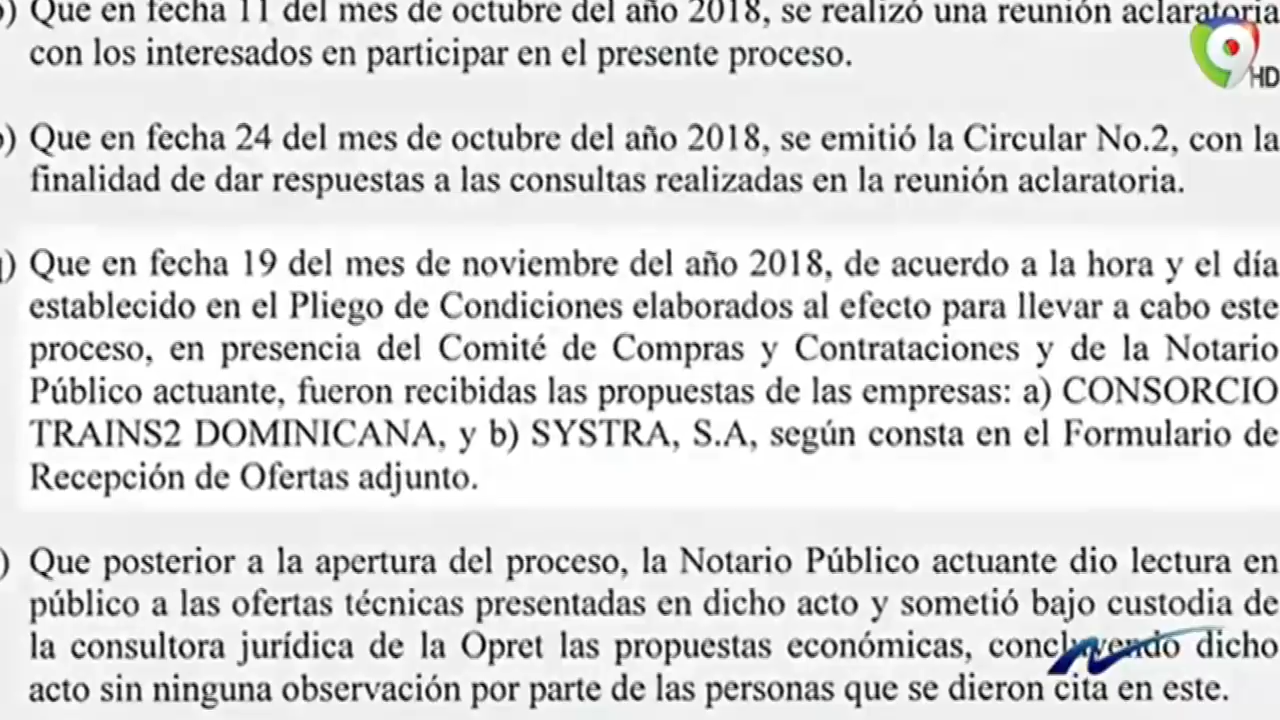 ) Que en fecha 11 del mes de octubre del año 2018, se realizó una reunión aclaratoria
con los interesados en participar en el presente proceso.
) Que en fecha 24 del mes de octubre del año 2018, se emitió la Circular No.2, con la
finalidad de dar respuestas a las consultas realizadas en la reunión aclaratoria.
) Que en fecha 19 del mes de noviembre del año 2018, de acuerdo a la hora y el día
establecido en el Pliego de Condiciones elaborados al efecto para llevar a cabo este
proceso, en presencia del Comité de Compras y Contrataciones y de la Notario
Público actuante, fueron recibidas las propuestas de las empresas: a) CONSORCIO
TRAINS2 DOMINICANA, y b) SYSTRA, S.A, según consta en el Formulario de
Recepción de Ofertas adjunto.
) Que posterior a la apertura del proceso, la Notario Público actuante dio lectura en
público a las ofertas técnicas presentadas en dicho acto y sometió bajo custodia de
la consultora jurídica de la Opret las propuestas económicas, concluyendo dicho
acto sin ninguna observación por parte de las personas que se dieron cita en este.
9
HD